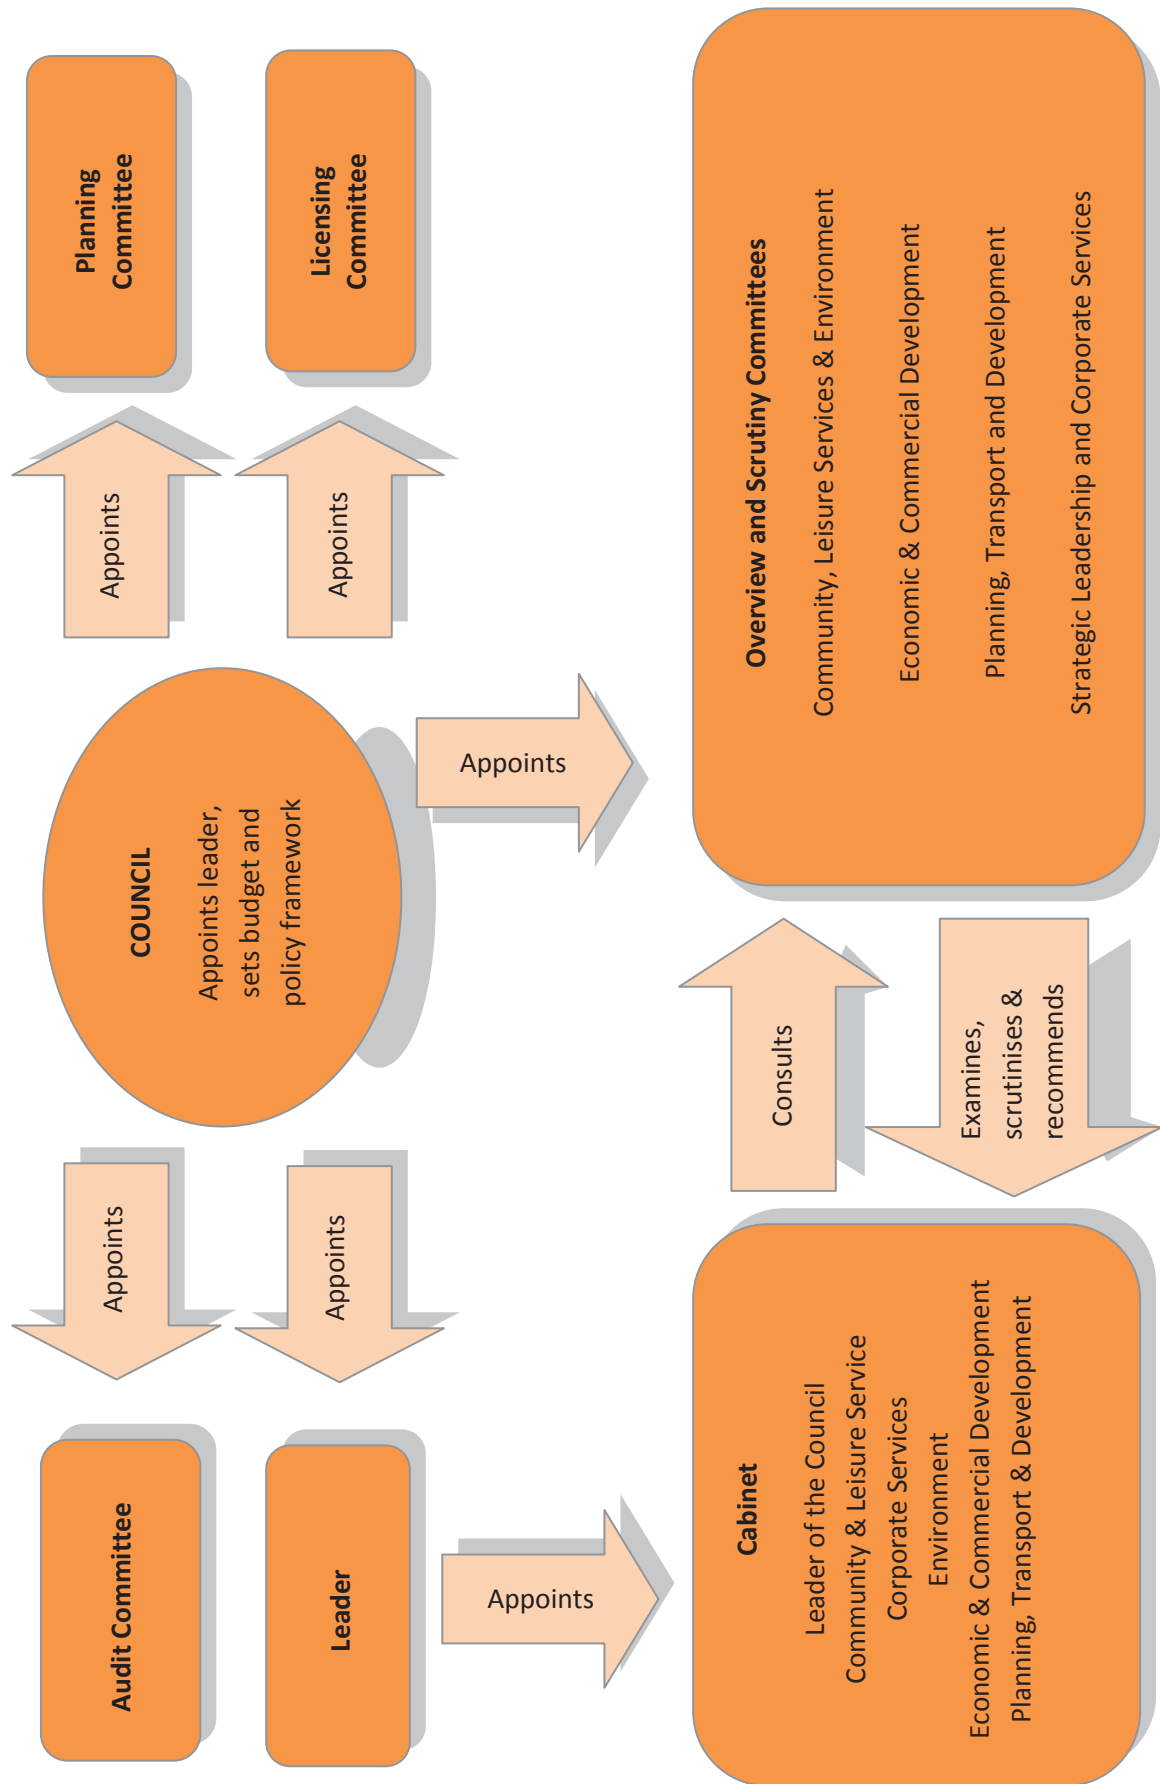 Audit Committee
Appoints
COUNCIL
Appoints leader,
sets budget and
policy framework
Appoints
Planning
Committee
Leader
Appoints
Appoints
Licensing
Committee
Appoints
Appoints
Cabinet
Leader of the Council
Community & Leisure Service
Corporate Services
Environment
Economic & Commercial Development
Planning, Transport & Development
Consults
Examines,
scrutinises &
recommends
Overview and Scrutiny Committees
Community, Leisure Services & Environment
Economic & Commercial Development
Planning, Transport and Development
Strategic Leadership and Corporate Services